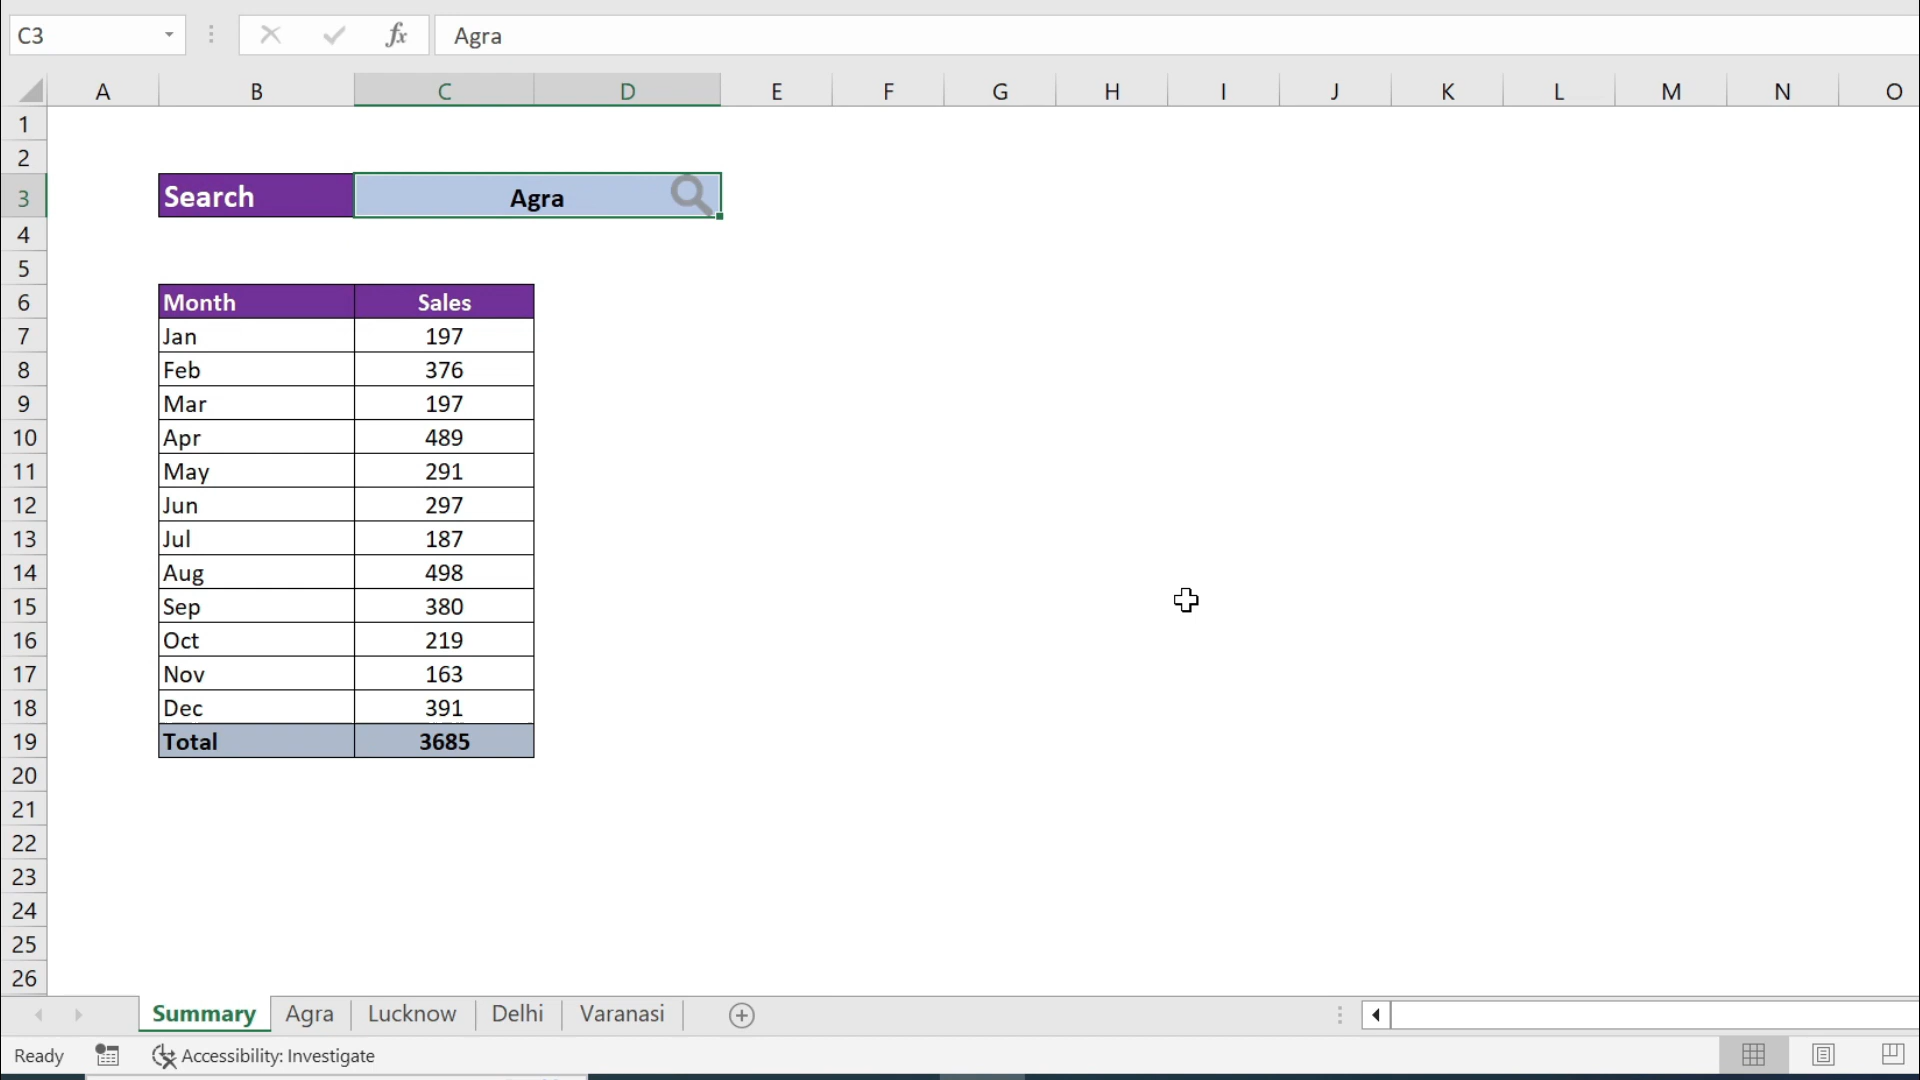 C3 fx Agra
A B C D E F G H I J K L M N O
1
2
3 Search Agra
4
5
6 Month Sales
7 Jan 197
8 Feb 376
9 Mar 197
10 Apr 489
11 May 291
12 Jun 297
13 Jul 187
14 Aug 498
15 Sep 380
16 Oct 219
17 Nov 163
18 Dec 391
19 Total 3685
20
21
22
23
24
25
26
Summary Agra Lucknow Delhi Varanasi
Ready Accessibility: Investigate